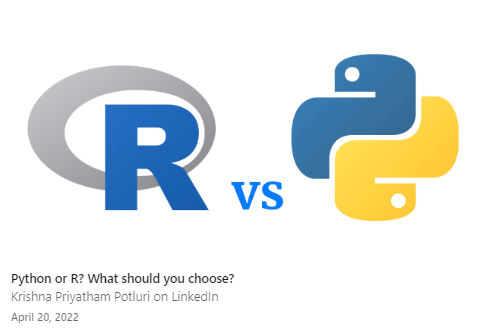 R vs
Python or R? What should you choose?
Krishna Priyatham Potluri on LinkedIn
April 20, 2022